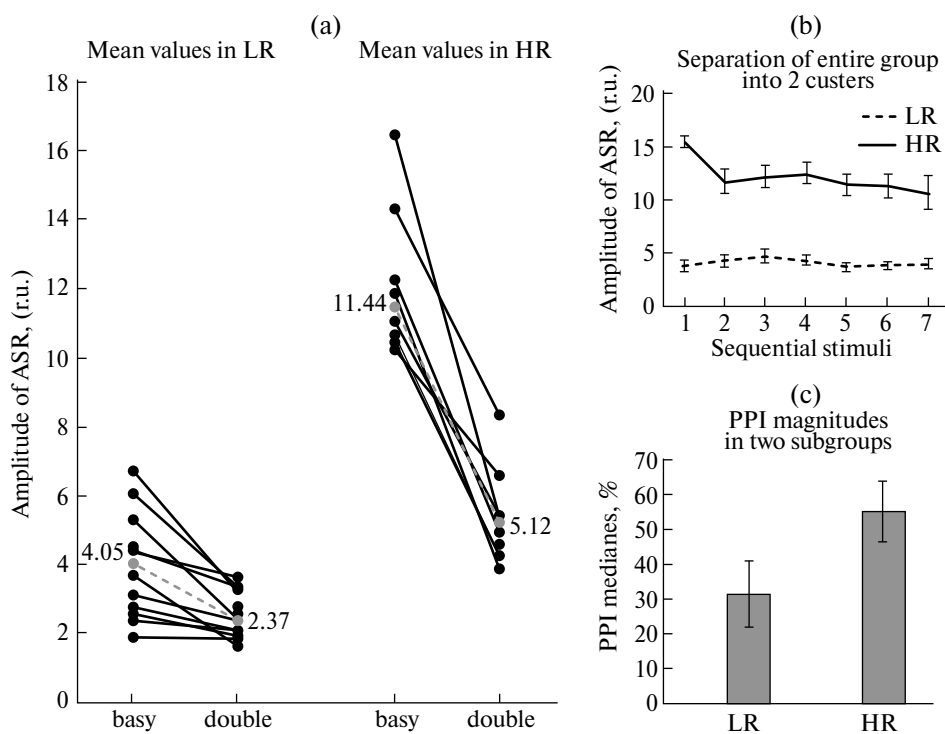 (a)
Mean values in LR
Mean values in HR
Amplitude of ASR, (r.u.)
18
16
14
12
10
8
6
4
2
0
4.05
2.37
11.44
5.12
basy
double
basy
double
(b)
Separation of entire group
into 2 custers
Amplitude of ASR, (r.u.)
20
15
10
5
0
LR
HR
1 2 3 4 5 6 7
Sequential stimuli
(c)
PPI magnitudes
in two subgroups
PPI medianes, %
70
60
50
40
30
20
10
0
LR
HR